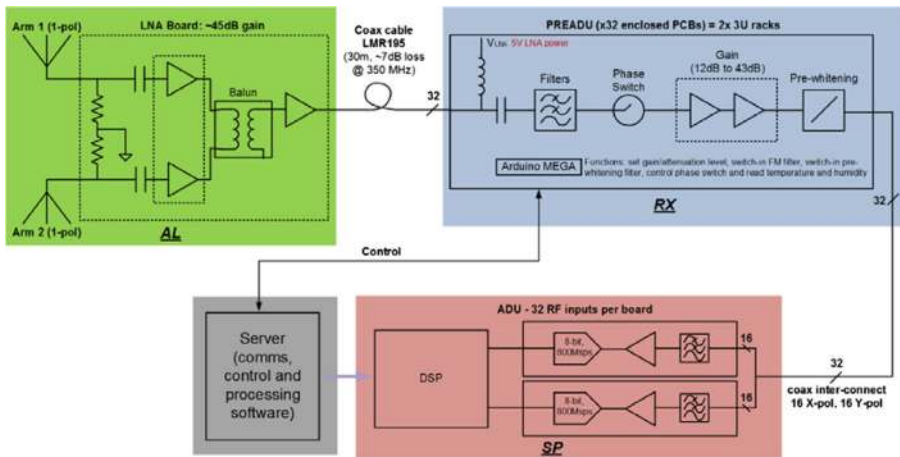 Arm 1 (1-pol)
LNA Board: ~45dB gain
Balun
Arm 2 (1-pol)
AL
Coax cable
LMR195
(30m, ~7dB loss
@ 350 MHz)
32
PREADU (x32 enclosed PCBs) = 2x 3U racks
VLNA 5V LNA power
Filters
Phase
Switch
Gain
(12dB to 43dB)
Pre-whitening
Arduino MEGA
Functions: set gain/attenuation level, switch-in FM filter, switch-in pre-
whitening filter, control phase switch and read temperature and humidity
RX
32
Control
Server
(comms,
control and
processing
software)
ADU - 32 RF inputs per board
DSP
8-bit,
800Msps
16
8-bit,
800Msps
16
SP
32
coax inter-connect
16 X-pol, 16 Y-pol